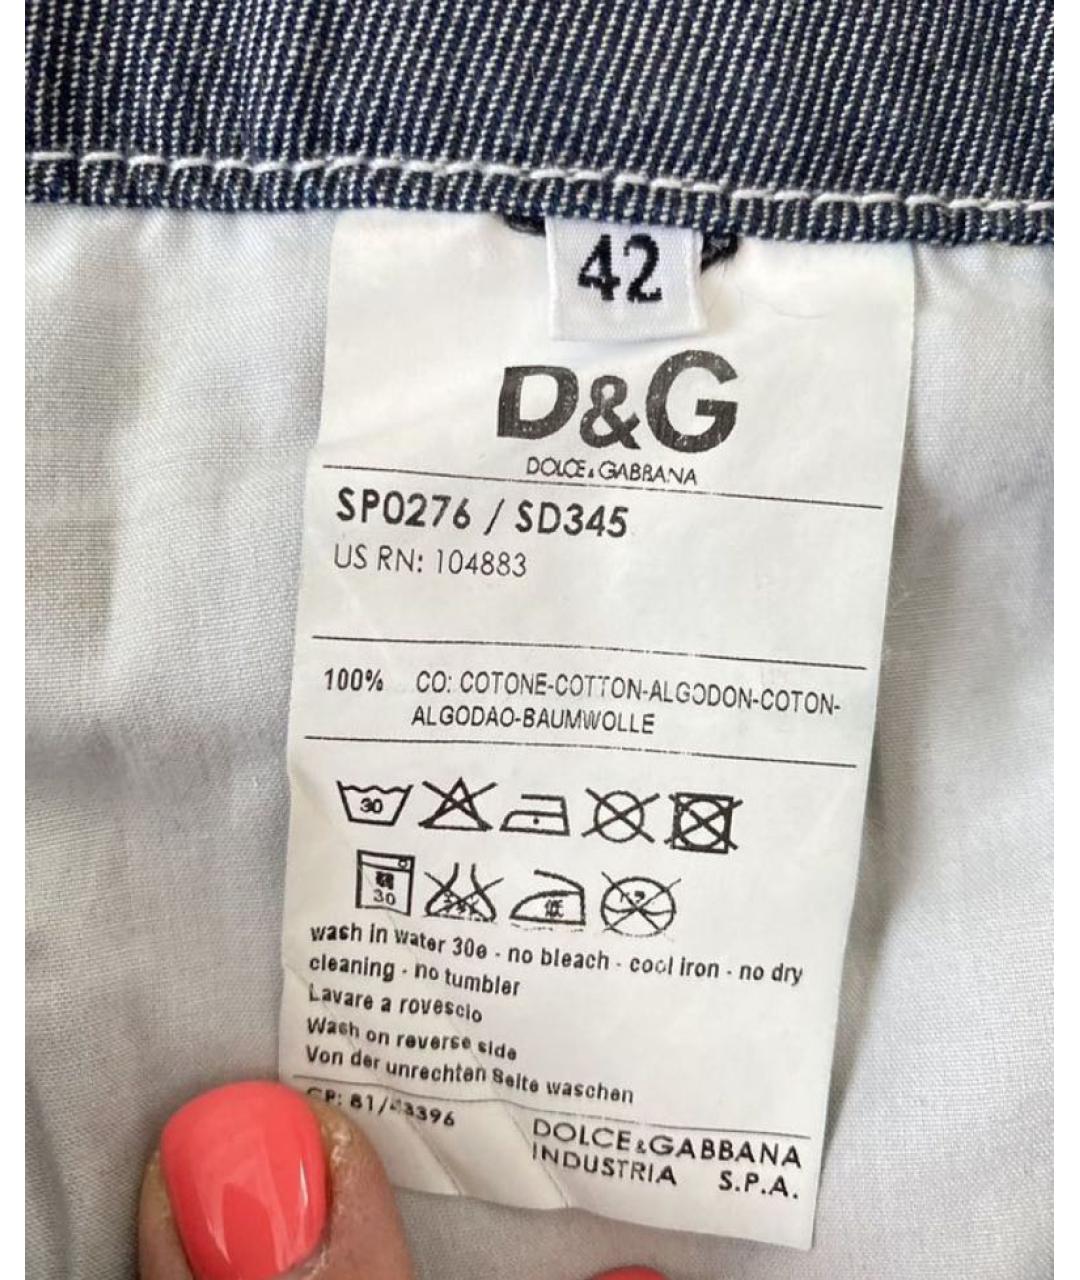 42
D&G
DOLCE & GABBANA
SP0276 / SD345
US RN: 104883
100% CO: COTONE-COTTON-ALGODON-COTON-
ALGODAO-BAUMWOLLE
30
30 低
wash in water 30e - no bleach - cool iron - no dry
cleaning - no tumbler
Lavare a rovescio
Wash on reverse side
Von der unrechten Seite waschen
DOLCE & GABBANA
INDUSTRIA S.P.A.